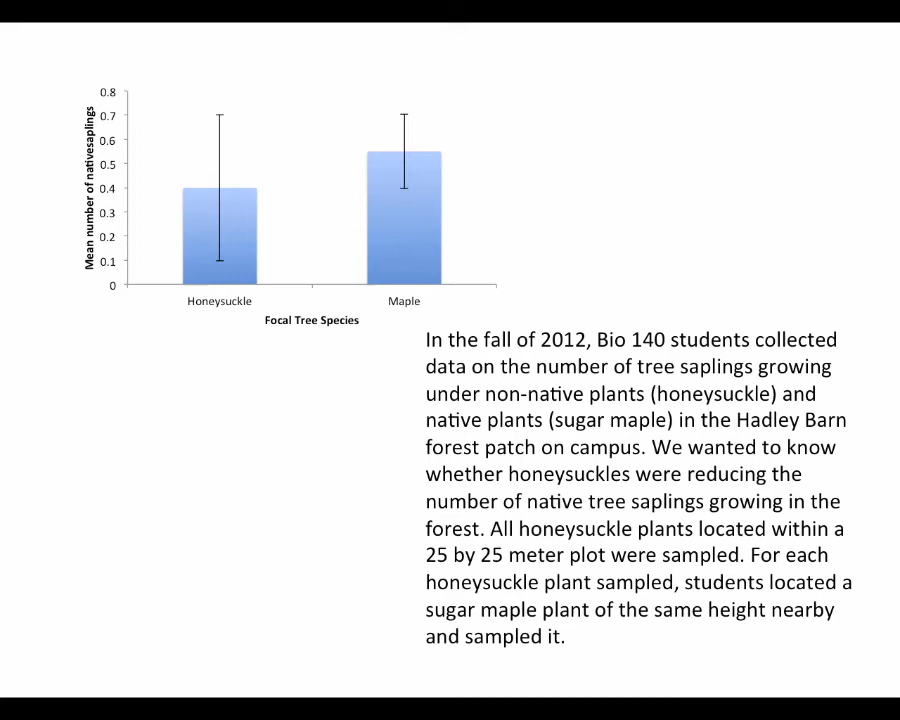 0.8
0.7
0.6
0.5
0.4
0.3
0.2
0.1
0
Mean number of nativesaplings
Honeysuckle
Maple
Focal Tree Species
In the fall of 2012, Bio 140 students collected
data on the number of tree saplings growing
under non-native plants (honeysuckle) and
native plants (sugar maple) in the Hadley Barn
forest patch on campus. We wanted to know
whether honeysuckles were reducing the
number of native tree saplings growing in the
forest. All honeysuckle plants located within a
25 by 25 meter plot were sampled. For each
honeysuckle plant sampled, students located a
sugar maple plant of the same height nearby
and sampled it.